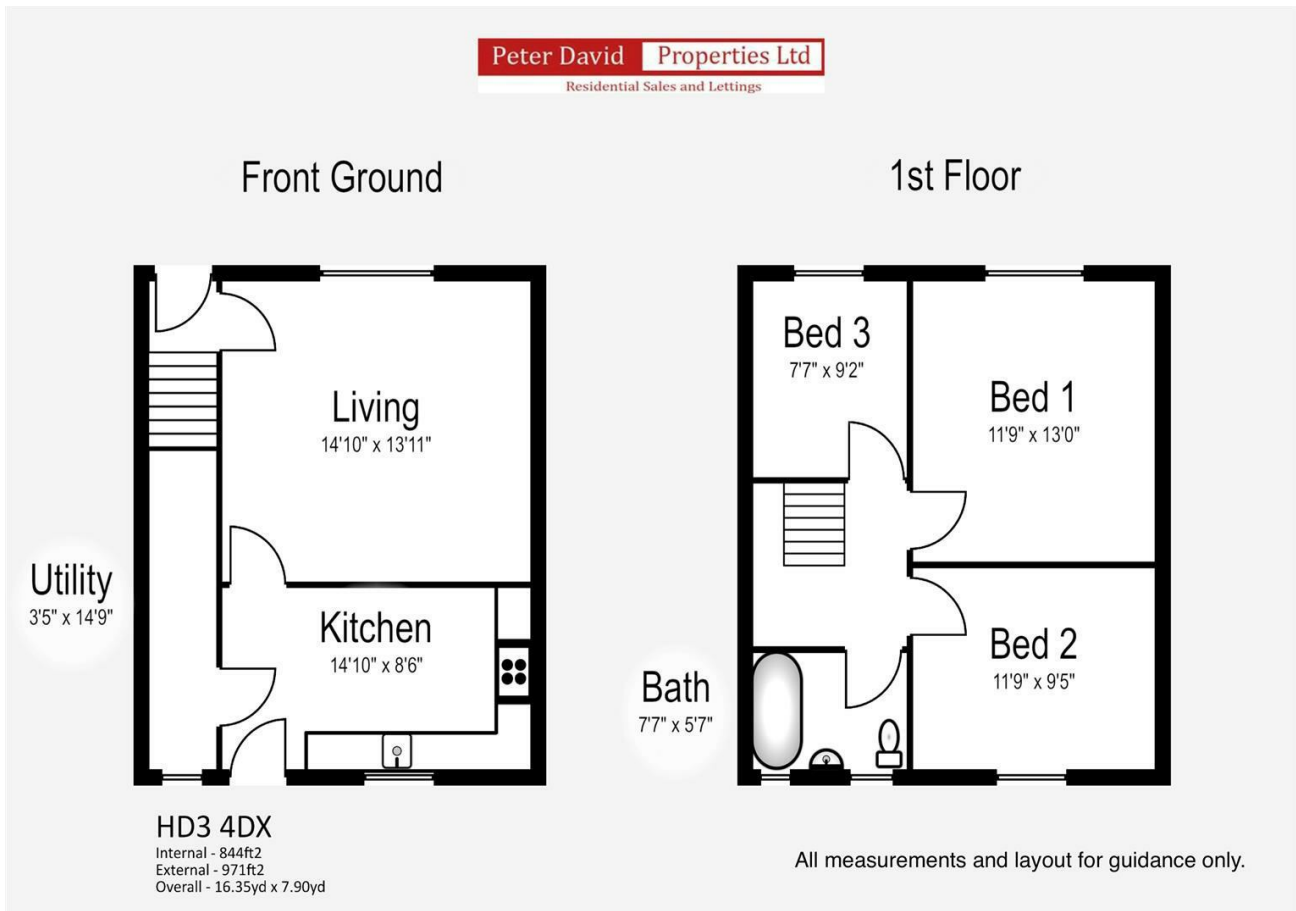 Peter David Properties Ltd
Residential Sales and Lettings
Front Ground
1st Floor
Living
14'10" x 13'11"
Utility
3'5" x 14'9"
Kitchen
14'10" x 8'6"
Bed 3
7'7" x 9'2"
Bed 1
11'9" x 13'0"
Bed 2
11'9" x 9'5"
Bath
7'7" x 5'7"
HD3 4DX
Internal - 844ft2
External - 971ft2
Overall - 16.35yd x 7.90yd
All measurements and layout for guidance only.